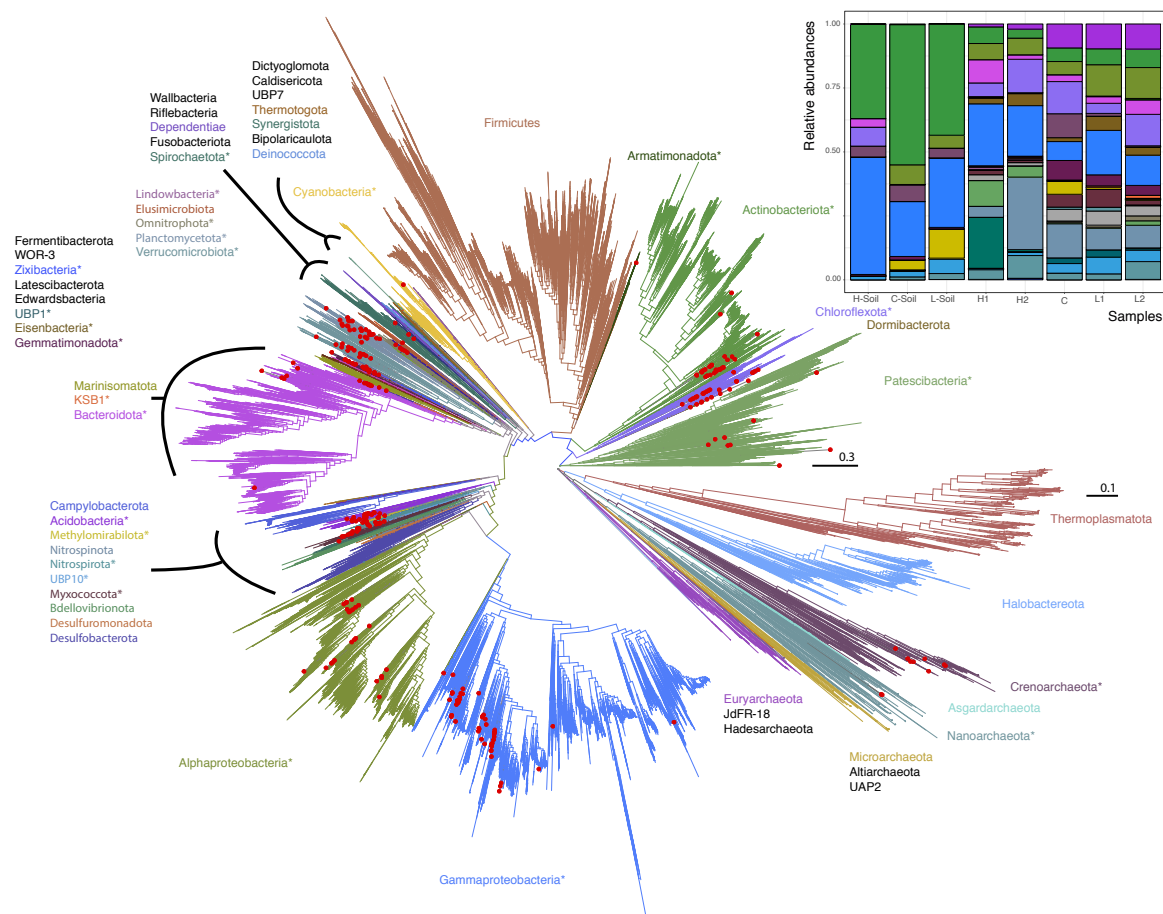 Dictyoglomota
Caldisericota
UBP7
Thermotogota
Synergistota
Bipolaricaulota
Deinococcota
Wallbacteria
Riflebacteria
Dependentiae
Fusobacteriota
Spirochaetota*
Cyanobacteria*
Firmicutes
Armatimonadota*
Actinobacteriota*
Lindowbacteria*
Elusimicrobiota
Omnitrophota*
Planctomycetota*
Verrucomicrobiota*
Fermentibacterota
WOR-3
Zixibacteria*
Latescibacterota
Edwardsbacteria
UBP1*
Eisenbacteria*
Gemmatimonadota*
Marinisomatota
KSB1*
Bacteroidota*
Relative abundances
1.00
0.75
0.50
0.00
H-Soil
C-Soil
L-Soil
H1
H2
C
L1
L2
Samples
Chloroflexota*
Dormibacterota
Patescibacteria*
0.3
0.1
Thermoplasmatota
Halobactereota
Campylobacterota
Acidobacteria*
Methylomirabilota*
Nitrospinota
Nitrospirota*
UBP10*
Myxococcota*
Bdellovibrionota
Desulfuromonadota
Desulfobacterota
Crenoarchaeota*
Asgardarchaeota
Nanoarchaeota*
Euryarchaeota
JdFR-18
Hadesarchaeota
Microarchaeota
Altiarchaeota
UAP2
Alphaproteobacteria*
Gammaproteobacteria*